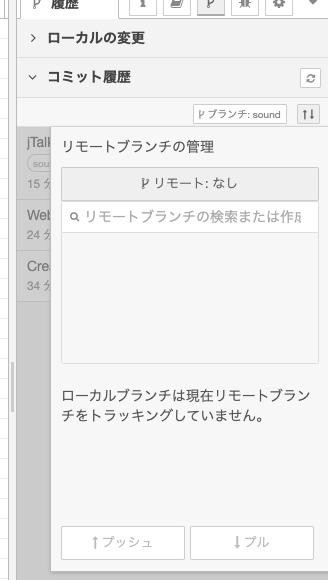 履歴
ローカルの変更
コミット履歴
ブランチ: sound
jTalk
sou
15 分
Web
24 分
Crea
34 分
リモートブランチの管理
リモート: なし
リモートブランチの検索または作成
ローカルブランチは現在リモートブラン
チをトラッキングしていません。
プッシュ
プル